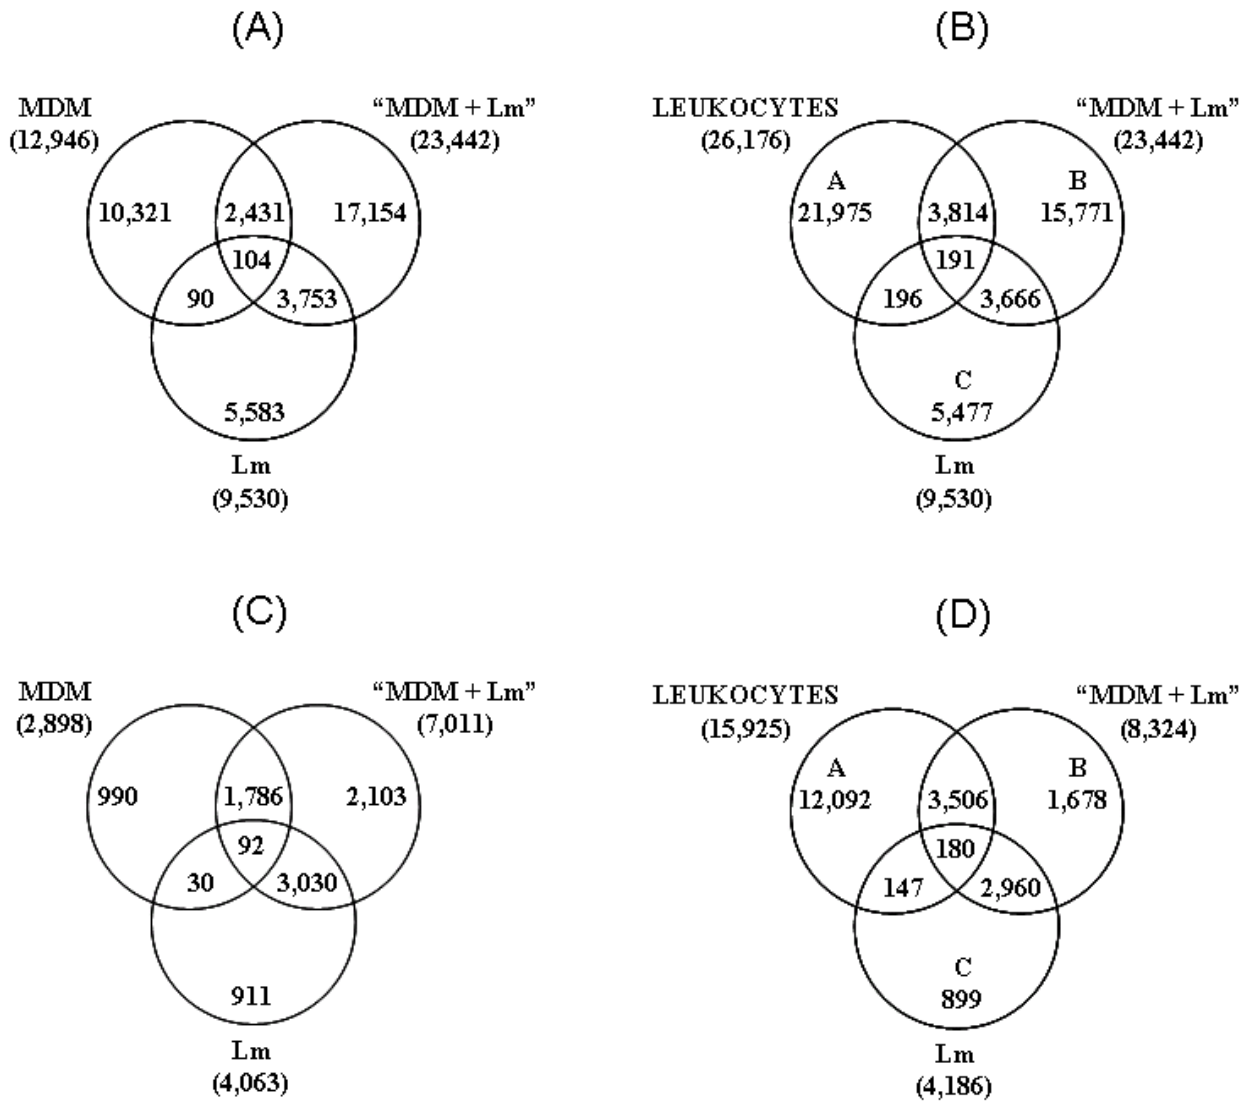 (A)
MDM
(12,946)
“MDM + Lm”
(23,442)
10,321
2,431
17,154
104
90
3,753
5,583
Lm
(9,530)
(B)
LEUKOCYTES
(26,176)
“MDM + Lm”
(23,442)
A
21,975
3,814
B
15,771
191
196
3,666
C
5,477
Lm
(9,530)
(C)
MDM
(2,898)
“MDM + Lm”
(7,011)
990
1,786
2,103
92
30
3,030
911
Lm
(4,063)
(D)
LEUKOCYTES
(15,925)
“MDM + Lm”
(8,324)
A
12,092
3,506
B
1,678
180
147
2,960
C
899
Lm
(4,186)